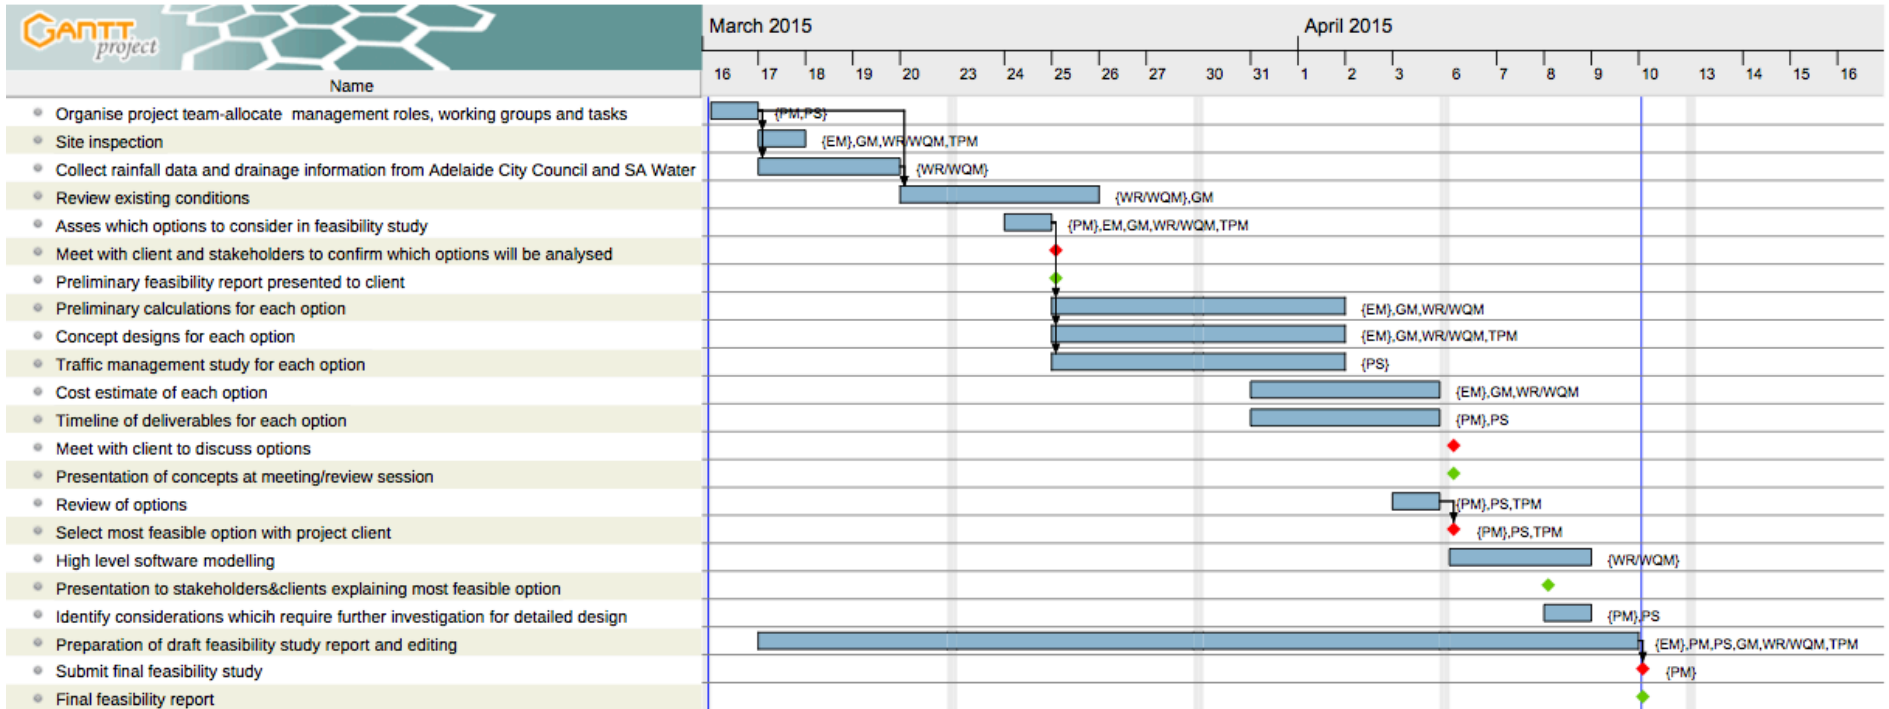 GANTT
project
March 2015
April 2015
16 17 18 19 20 23 24 25 26 27 30 31 1 2 3 6 7 8 9 10 13 14 15 16
Name
Organise project team-allocate management roles, working groups and tasks
{PM,PS}
Site inspection
{EM},GM,WR/WQM,TPM
Collect rainfall data and drainage information from Adelaide City Council and SA Water
{WR/WQM}
Review existing conditions
{WR/WQM},GM
Asses which options to consider in feasibility study
{PM},EM,GM,WR/WQM,TPM
Meet with client and stakeholders to confirm which options will be analysed
Preliminary feasibility report presented to client
Preliminary calculations for each option
{EM},GM,WR/WQM
Concept designs for each option
{EM},GM,WR/WQM,TPM
Traffic management study for each option
{PS}
Cost estimate of each option
{EM},GM,WR/WQM
Timeline of deliverables for each option
{PM},PS
Meet with client to discuss options
Presentation of concepts at meeting/review session
Review of options
{PM},PS,TPM
Select most feasible option with project client
{PM},PS,TPM
High level software modelling
{WR/WQM}
Presentation to stakeholders&clients explaining most feasible option
Identify considerations whicih require further investigation for detailed design
{PM},PS
Preparation of draft feasibility study report and editing
{EM},PM,PS,GM,WR/WQM,TPM
Submit final feasibility study
{PM}
Final feasibility report